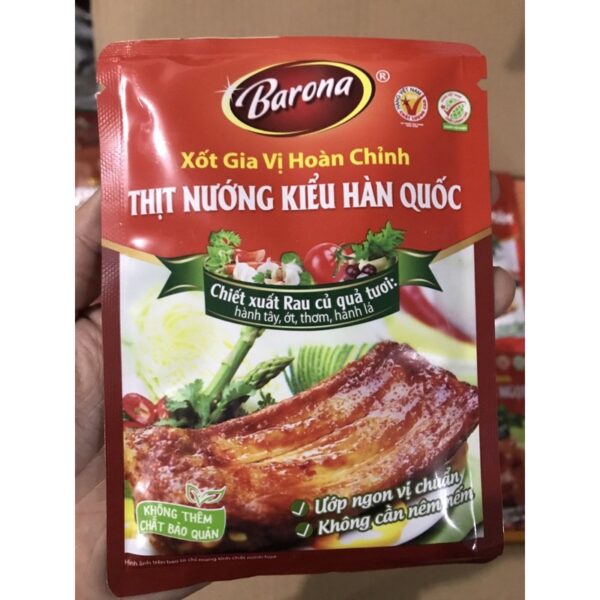 Barona®
Xốt Gia Vị Hoàn Chỉnh
THỊT NƯỚNG KIỂU HÀN QUỐC
Chiết xuất Rau củ quả tươi:
hành tây, ớt, thơm, hành lá
Ướp ngon vị chuẩn
Không cần nêm nếm
KHÔNG THÊM
CHẤT BẢO QUẢN